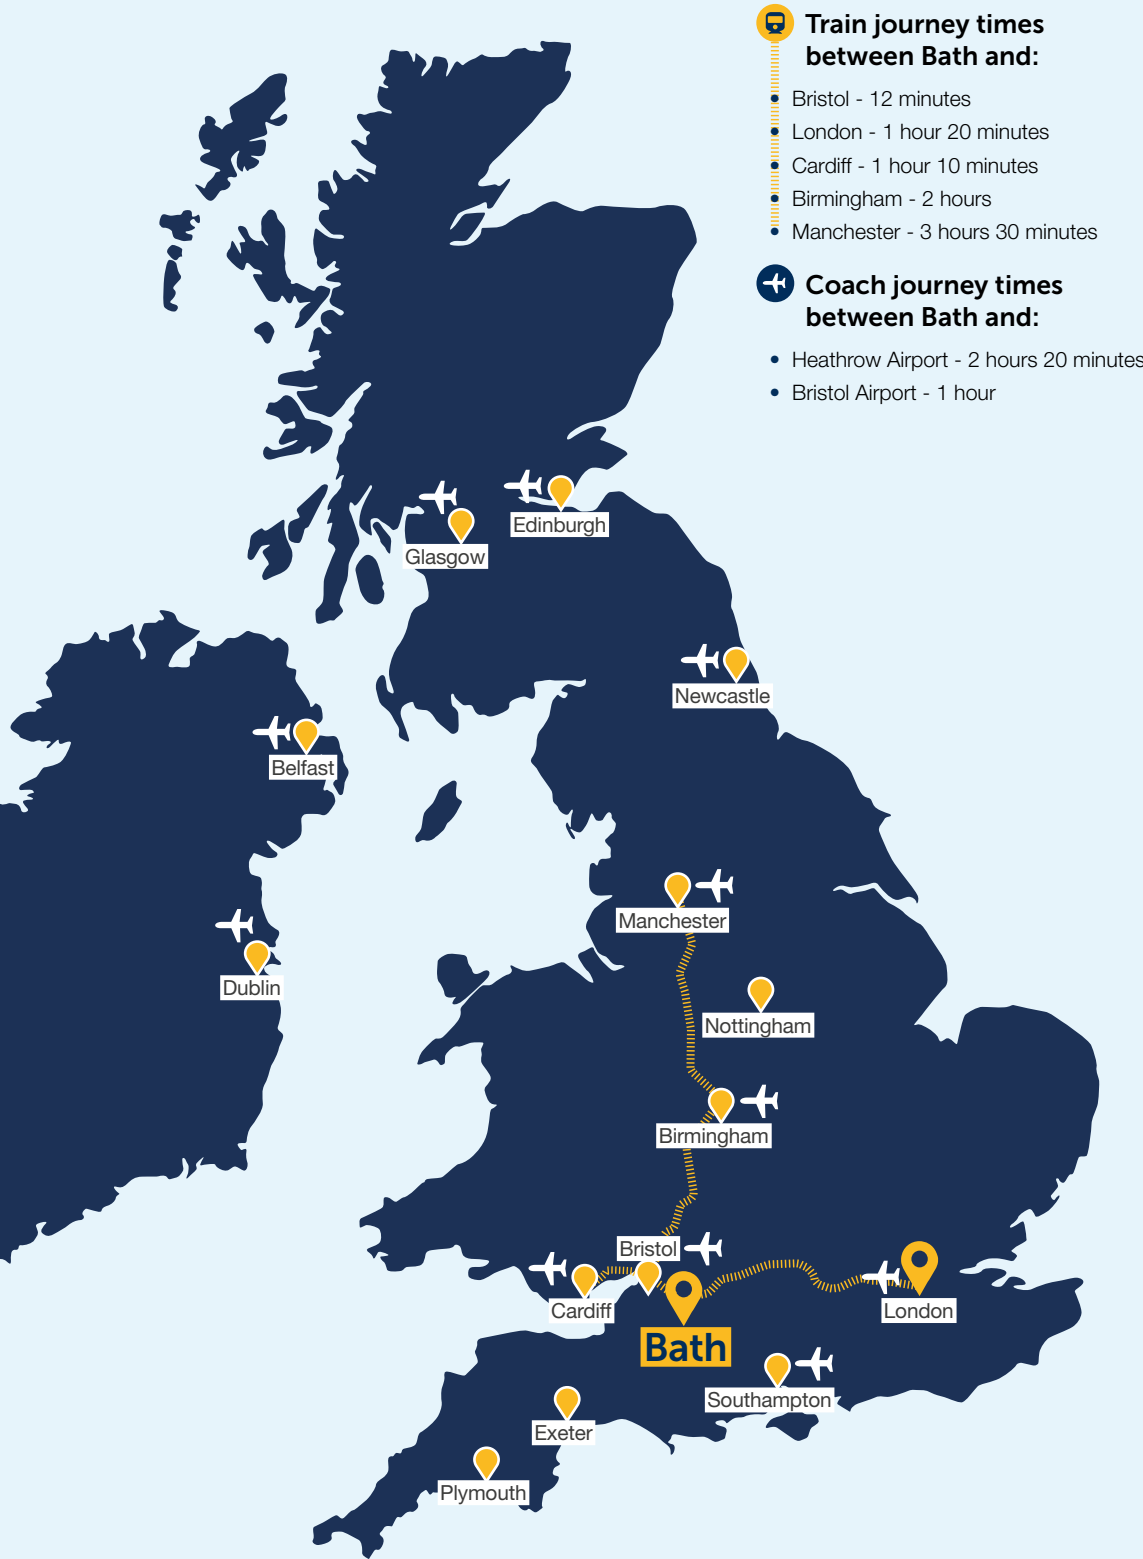 Train journey times
between Bath and:
• Bristol - 12 minutes
• London - 1 hour 20 minutes
• Cardiff - 1 hour 10 minutes
• Birmingham - 2 hours
• Manchester - 3 hours 30 minutes
Coach journey times
between Bath and:
• Heathrow Airport - 2 hours 20 minutes
• Bristol Airport - 1 hour
Edinburgh
Glasgow
Newcastle
Belfast
Manchester
Dublin
Nottingham
Birmingham
Bristol
Cardiff
London
Bath
Southampton
Exeter
Plymouth